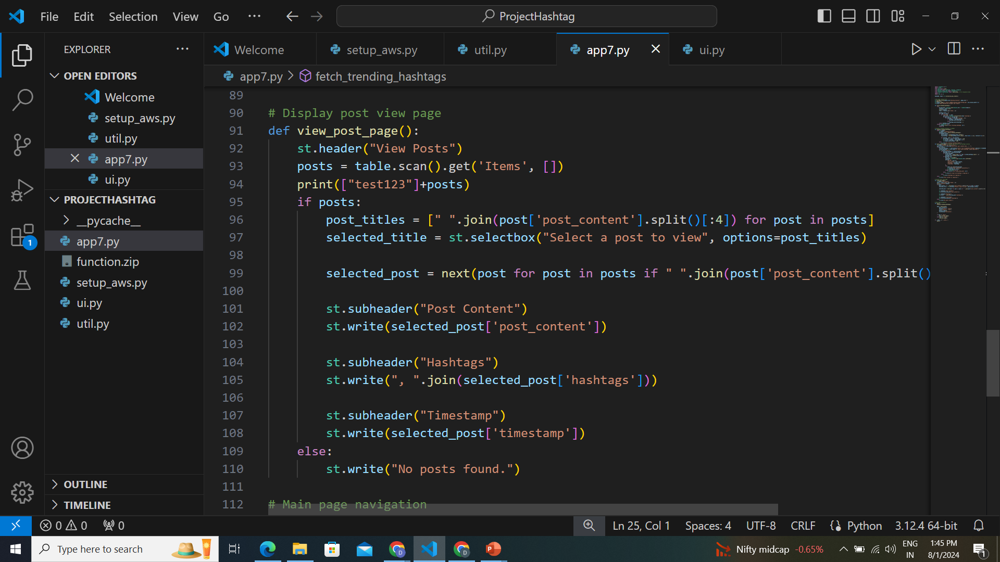 File Edit Selection View Go ··· ProjectHashtag
EXPLORER ···
OPEN EDITORS
Welcome
setup_aws.py
util.py
app7.py
ui.py
PROJECTHASHTAG
__pycache__
app7.py
function.zip
setup_aws.py
ui.py
util.py
OUTLINE
TIMELINE
1
Welcome setup_aws.py util.py app7.py ui.py
app7.py > fetch_trending_hashtags
89
90 # Display post view page
91 def view_post_page():
92 st.header("View Posts")
93 posts = table.scan().get('Items', [])
94 print(["test123"]+posts)
95 if posts:
96 post_titles = [" ".join(post['post_content'].split()[:4]) for post in posts]
97 selected_title = st.selectbox("Select a post to view", options=post_titles)
98
99 selected_post = next(post for post in posts if " ".join(post['post_content'].split()
100
101 st.subheader("Post Content")
102 st.write(selected_post['post_content'])
103
104 st.subheader("Hashtags")
105 st.write(", ".join(selected_post['hashtags']))
106
107 st.subheader("Timestamp")
108 st.write(selected_post['timestamp'])
109 else:
110 st.write("No posts found.")
111
112 # Main page navigation
0 0 0 Ln 25, Col 1 Spaces: 4 UTF-8 CRLF Python 3.12.4 64-bit
Type here to search Nifty midcap -0.65% ENG IN 1:45 PM 8/1/2024 1